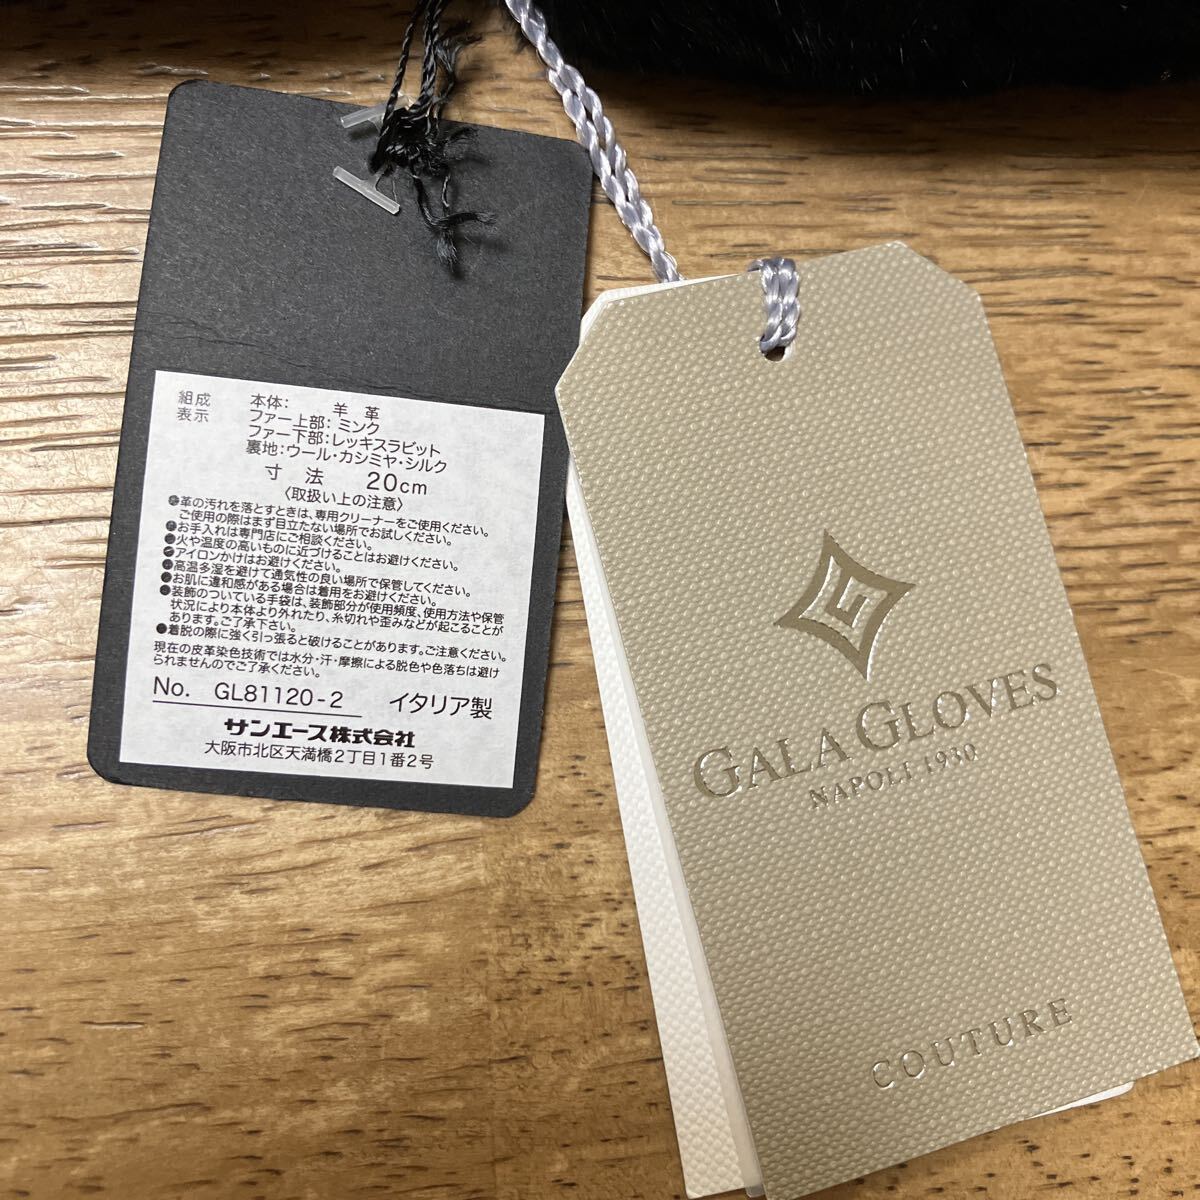 組成
表示
本体: 羊革
ファー上部:ミンク
ファー下部:レッキスラビット
裏地:ウール・カシミヤ・シルク
寸法 20cm
〈取扱い上の注意〉
●革の汚れを落とすときは、専用クリーナーをご使用ください。
ご使用の際はまず目立たない場所でお試しください。
●お手入れは専門店にご相談ください。
●火や温度の高いものに近づけることはお避けください。
●アイロンかけはお避けください。
●高温多湿を避けて通気性の良い場所で保管してください。
●お肌に違和感がある場合は着用をお避けください。
●装飾のついている手袋は、装飾部分が使用頻度、使用方法や保管
状況により本体より外れたり、糸切れや歪みなどが起こることが
あります。ご了承下さい。
●着脱の際に強く引っ張ると破けることがあります。ご注意ください。
現在の皮革染色技術では水分・汗・摩擦による脱色や色落ちは避け
られませんのでご了承ください。
No. GL81120-2 イタリア製
サンエース株式会社
大阪市北区天満橋2丁目1番2号
GALA GLOVES
NAPOLI 1930
COUTURE